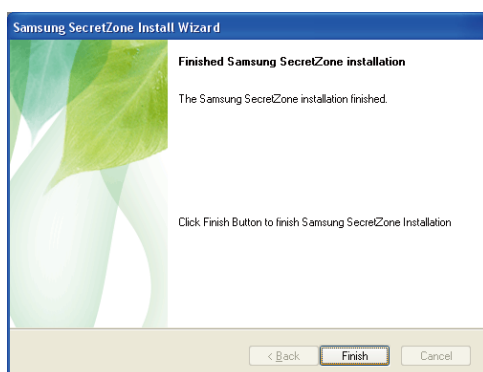 Samsung SecretZone Install Wizard
Finished Samsung SecretZone installation
The Samsung SecretZone installation finished.
Click Finish Button to finish Samsung SecretZone Installation
< Back Finish Cancel